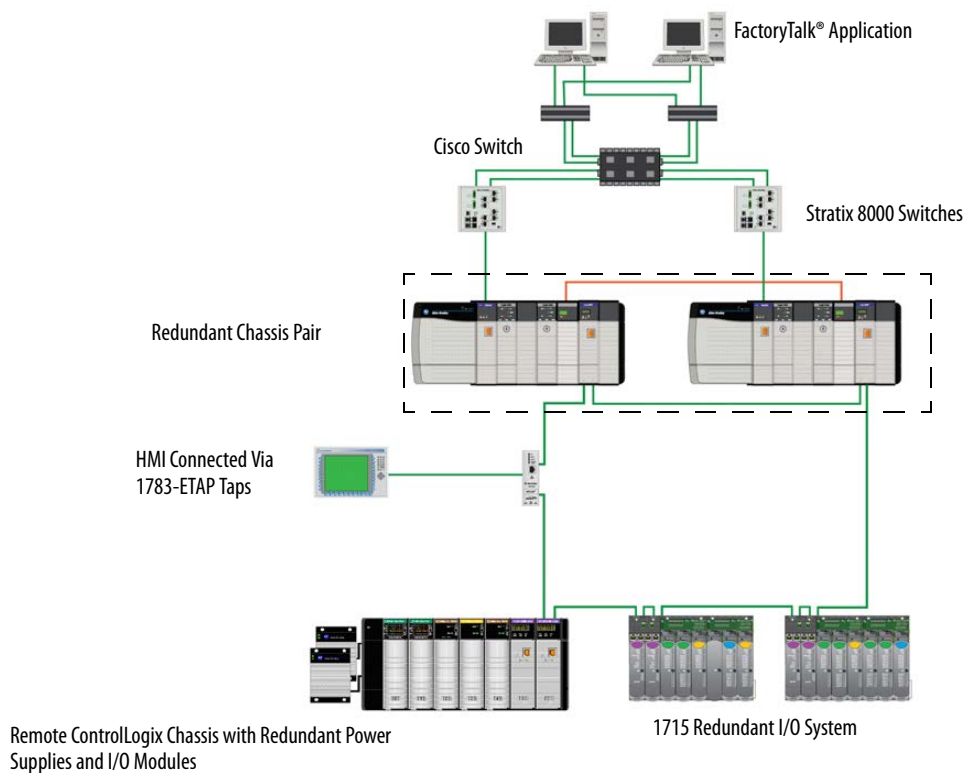 FactoryTalk® Application
Cisco Switch
Stratix 8000 Switches
Redundant Chassis Pair
HMI Connected Via
1783-ETAP Taps
1715 Redundant I/O System
Remote ControlLogix Chassis with Redundant Power
Supplies and I/O Modules